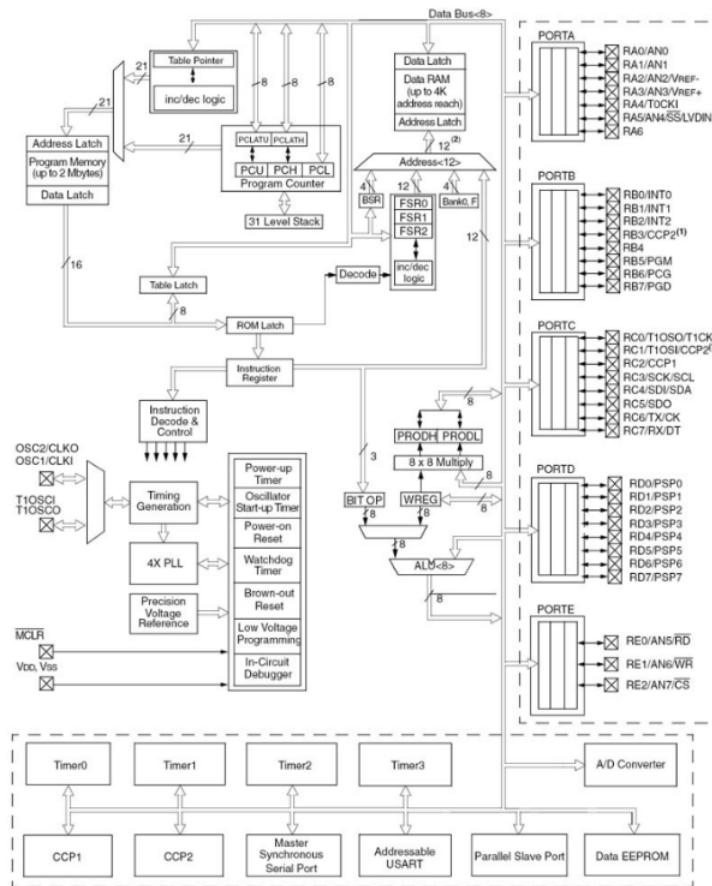 Data Bus<8>
21
Table Pointer
inc/dec logic
21
8
8
8
Data Latch
Data RAM
(up to 4K
address reach)
Address Latch
12(2)
Address<12>
21
PCLATU
PCLATH
PCU
PCH
PCL
Program Counter
31 Level Stack
Address Latch
Program Memory
(up to 2 Mbytes)
Data Latch
4
12
4
BSR
FSR0
FSR1
FSR2
Bank0, F
12
inc/dec
logic
Decode
16
Table Latch
8
ROM Latch
Instruction
Register
Instruction
Decode &
Control
8
PRODH
PRODL
8 x 8 Multiply
3
8
BIT OP
WREG
8
8
8
ALU<8>
8
OSC2/CLKO
OSC1/CLKI
T1OSCI
T1OSCO
Timing
Generation
4X PLL
Precision
Voltage
Reference
MCLR
VDD, VSS
Power-up
Timer
Oscillator
Start-up Timer
Power-on
Reset
Watchdog
Timer
Brown-out
Reset
Low Voltage
Programming
In-Circuit
Debugger
PORTA
RA0/AN0
RA1/AN1
RA2/AN2/VREF-
RA3/AN3/VREF+
RA4/T0CKI
RA5/AN4/SS/LVDIN
RA6
PORTB
RB0/INT0
RB1/INT1
RB2/INT2
RB3/CCP2(1)
RB4
RB5/PGM
RB6/PCG
RB7/PGD
PORTC
RC0/T1OSO/T1CK
RC1/T1OSI/CCP2(
RC2/CCP1
RC3/SCK/SCL
RC4/SDI/SDA
RC5/SDO
RC6/TX/CK
RC7/RX/DT
PORTD
RD0/PSP0
RD1/PSP1
RD2/PSP2
RD3/PSP3
RD4/PSP4
RD5/PSP5
RD6/PSP6
RD7/PSP7
PORTE
RE0/AN5/RD
RE1/AN6/WR
RE2/AN7/CS
Timer0
Timer1
Timer2
Timer3
A/D Converter
CCP1
CCP2
Master
Synchronous
Serial Port
Addressable
USART
Parallel Slave Port
Data EEPROM